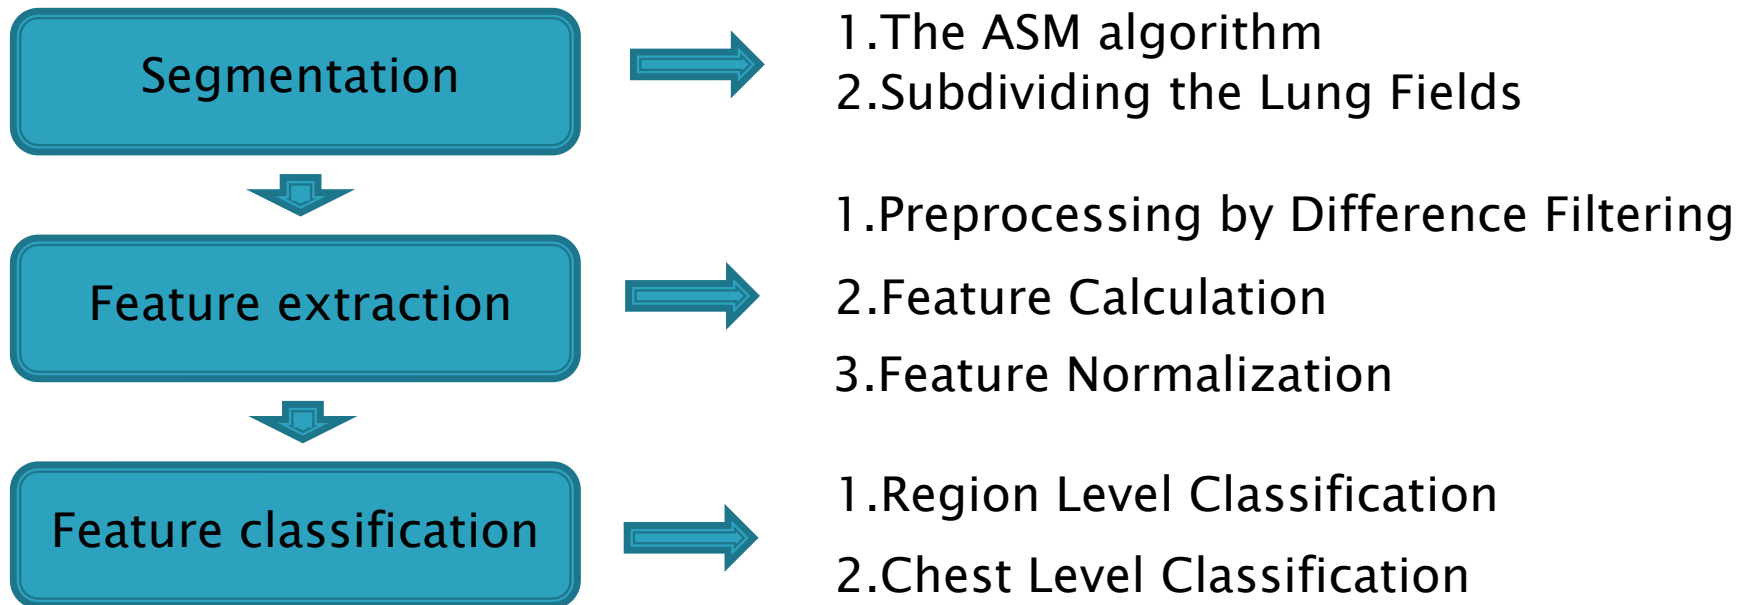 Segmentation
1.The ASM algorithm
2.Subdividing the Lung Fields
Feature extraction
1.Preprocessing by Difference Filtering
2.Feature Calculation
3.Feature Normalization
Feature classification
1.Region Level Classification
2.Chest Level Classification